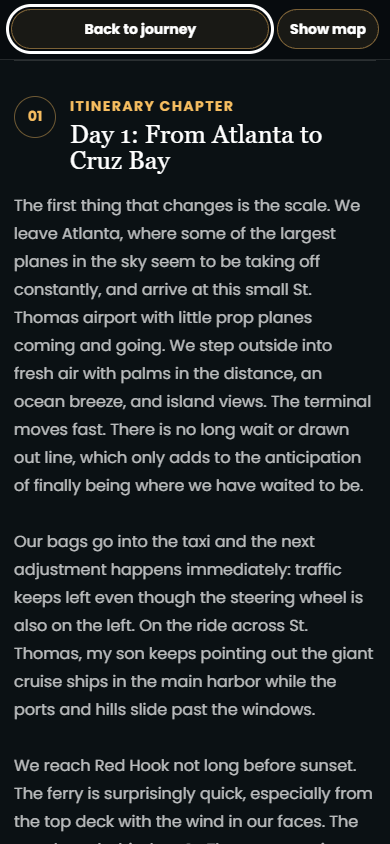 Back to journey
Show map
01
ITINERARY CHAPTER
Day 1: From Atlanta to
Cruz Bay
The first thing that changes is the scale. We
leave Atlanta, where some of the largest
planes in the sky seem to be taking off
constantly, and arrive at this small St.
Thomas airport with little prop planes
coming and going. We step outside into
fresh air with palms in the distance, an
ocean breeze, and island views. The terminal
moves fast. There is no long wait or drawn
out line, which only adds to the anticipation
of finally being where we have waited to be.
Our bags go into the taxi and the next
adjustment happens immediately: traffic
keeps left even though the steering wheel is
also on the left. On the ride across St.
Thomas, my son keeps pointing out the giant
cruise ships in the main harbor while the
ports and hills slide past the windows.
We reach Red Hook not long before sunset.
The ferry is surprisingly quick, especially from
the top deck with the wind in our faces. The